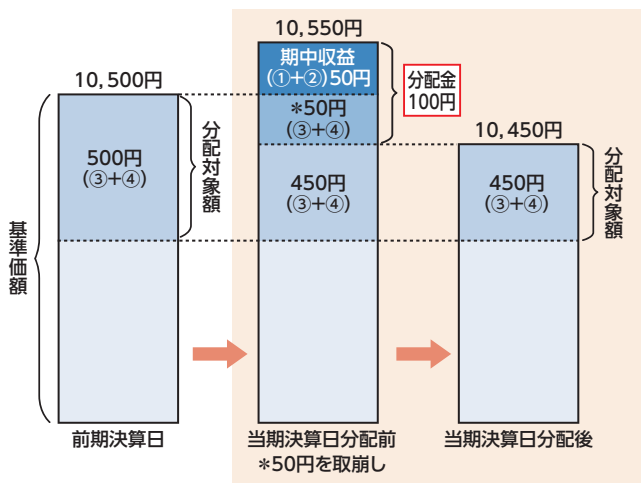 10,550円
期中収益
(①+②)50円
分配金
100円
10,500円
*50円
(③+④)
10,450円
500円
(③+④)
分配対象額
450円
(③+④)
450円
(③+④)
分配対象額
基準価額
前期決算日
当期決算日分配前
*50円を取崩し
当期決算日分配後